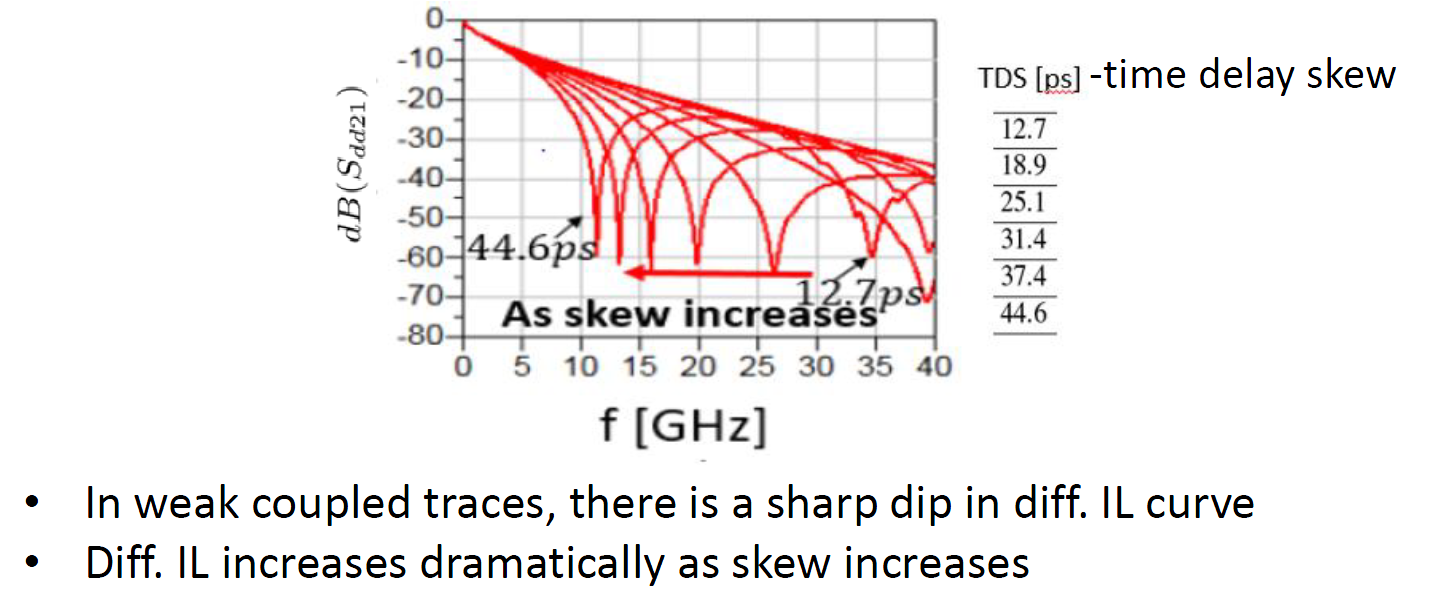 0
-10
-20
-30
-40
-50
-60
-70
-80
dB(Sdd21)
44.6ps
12.7ps
As skew increases
0 5 10 15 20 25 30 35 40
f [GHz]
TDS [ps] -time delay skew
12.7
18.9
25.1
31.4
37.4
44.6
• In weak coupled traces, there is a sharp dip in diff. IL curve
• Diff. IL increases dramatically as skew increases